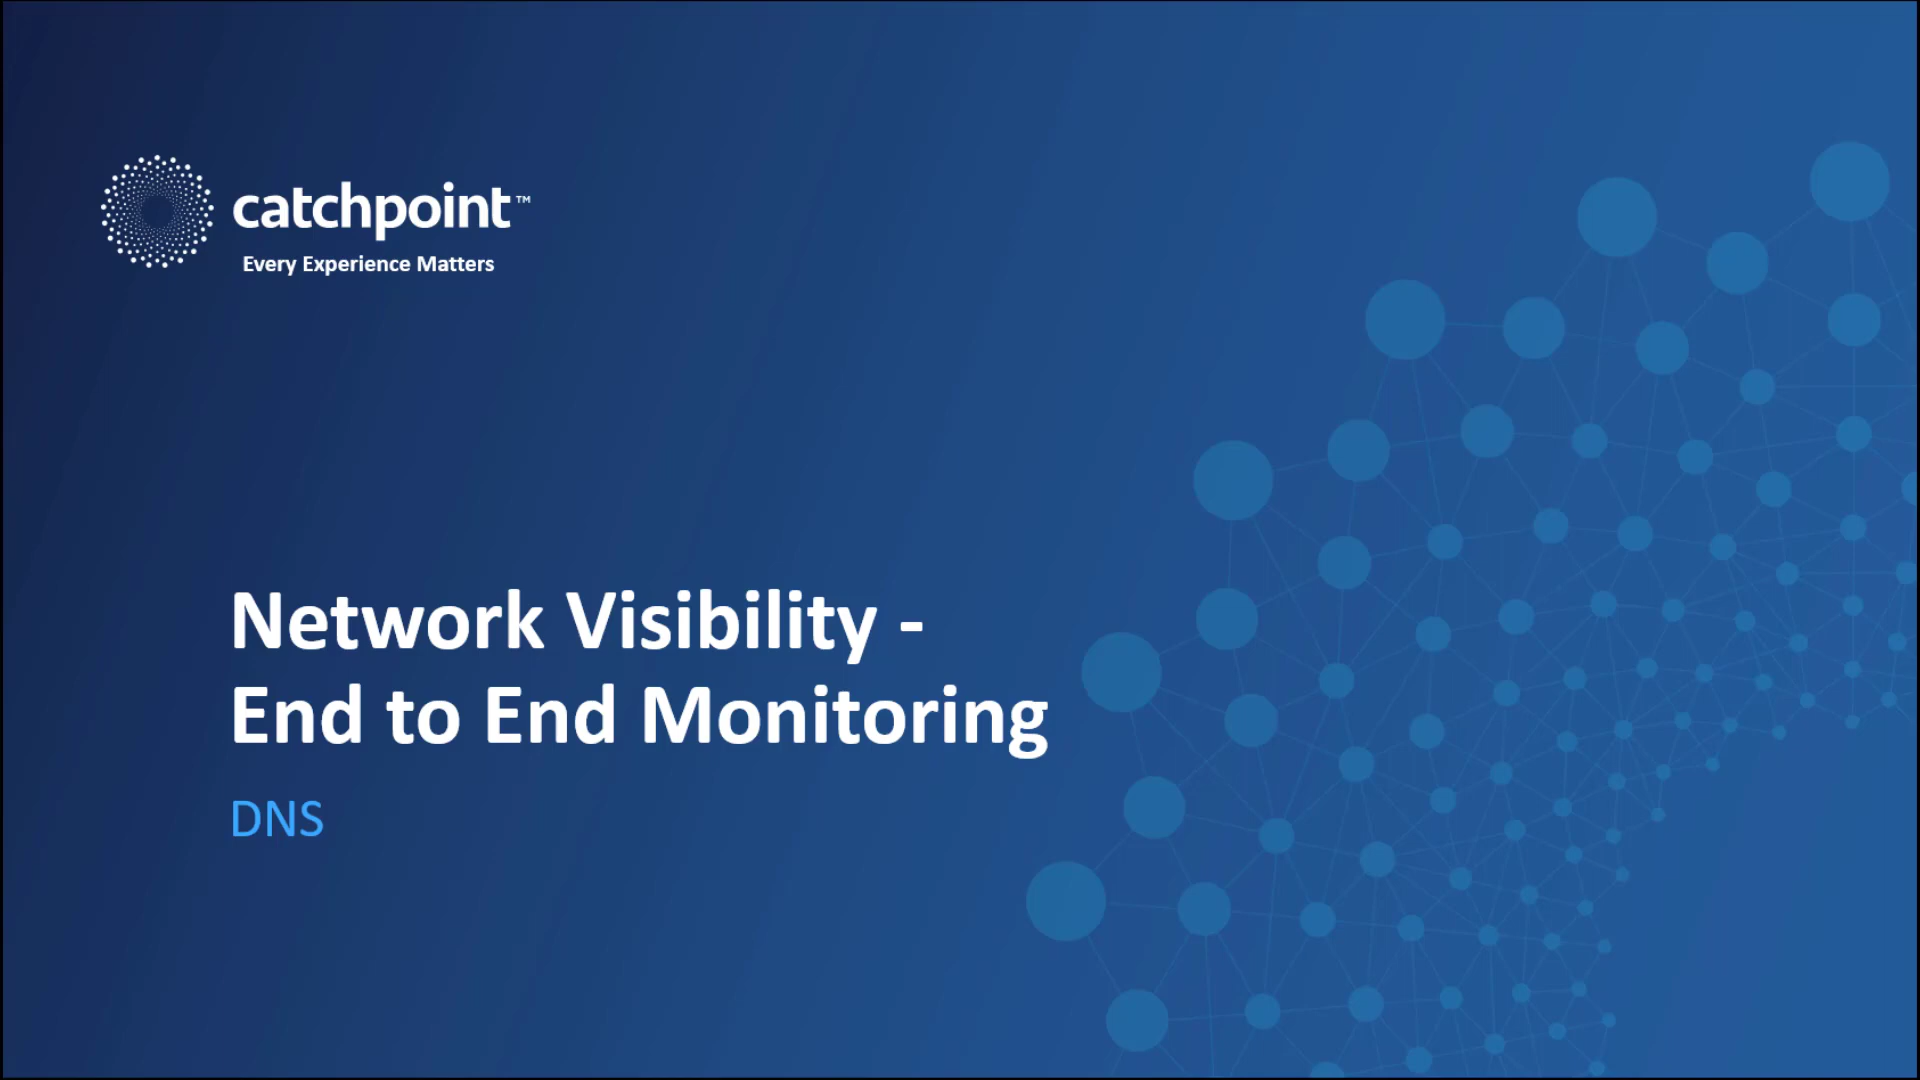 catchpoint™
Every Experience Matters
Network Visibility -
End to End Monitoring
DNS